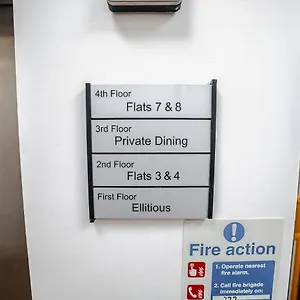 4th Floor
Flats 7 & 8
3rd Floor
Private Dining
2nd Floor
Flats 3 & 4
First Floor
Ellitious
Fire action
1. Operate nearest
fire alarm.
2. Call fire brigade
immediately on: